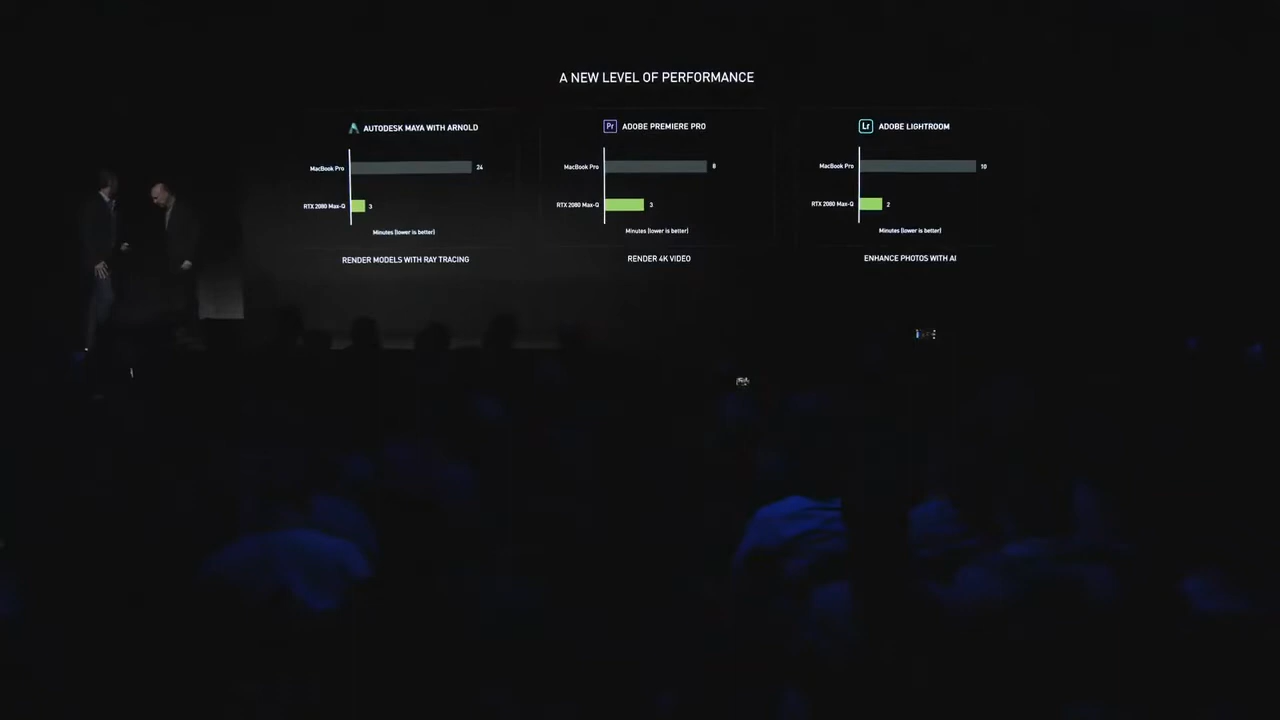 A NEW LEVEL OF PERFORMANCE
AUTODESK MAYA WITH ARNOLD
MacBook Pro 24
RTX 2080 Max-Q 3
Minutes (lower is better)
RENDER MODELS WITH RAY TRACING
Pr ADOBE PREMIERE PRO
MacBook Pro 8
RTX 2080 Max-Q 3
Minutes (lower is better)
RENDER 4K VIDEO
Lr ADOBE LIGHTROOM
MacBook Pro 10
RTX 2080 Max-Q 2
Minutes (lower is better)
ENHANCE PHOTOS WITH AI